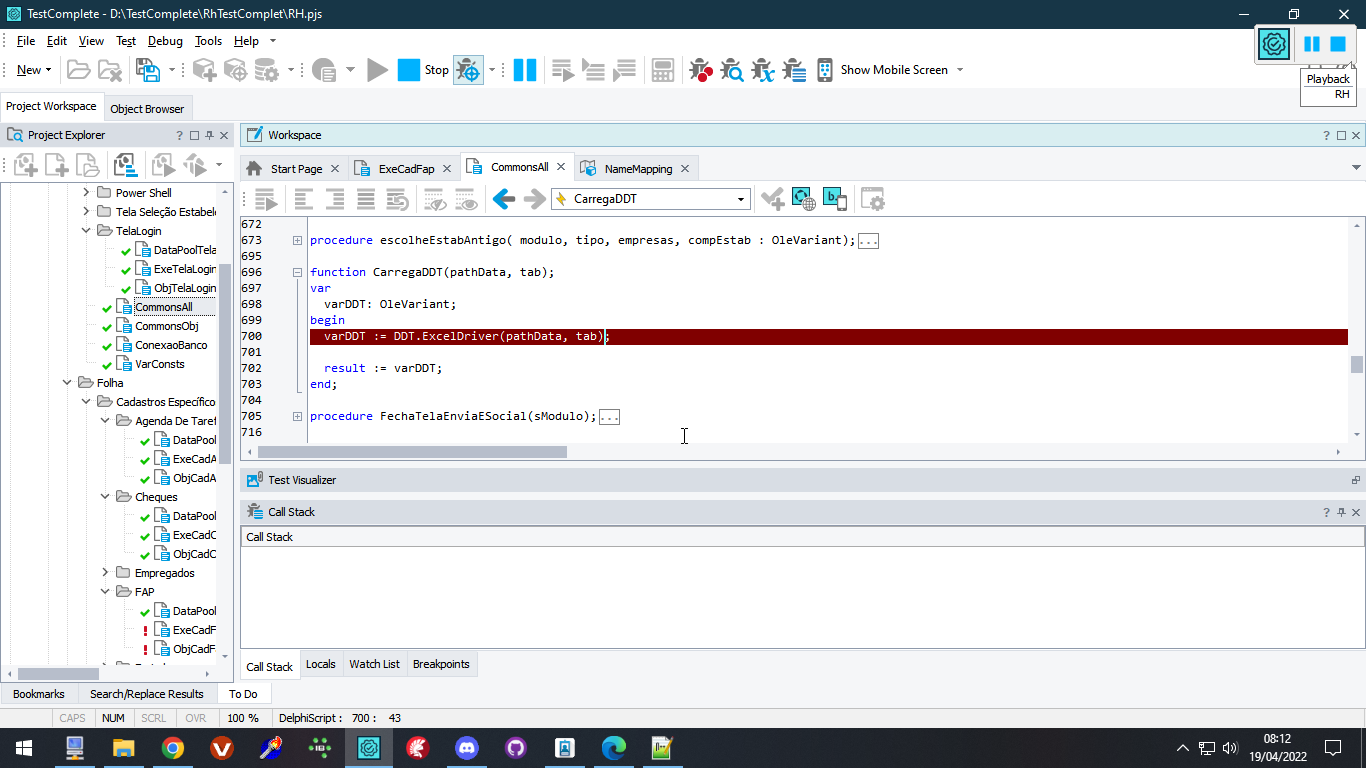 TestComplete - D:\TestComplete\RhTestComplet\RH.pjs
File Edit View Test Debug Tools Help
New Stop Show Mobile Screen
Playback
RH
Project Workspace Object Browser
Project Explorer
Workspace
Start Page ExeCadFap CommonsAll NameMapping
CarregaDDT
Power Shell
Tela Seleção Estabele
TelaLogin
DataPoolTela
ExeTelaLogin
ObjTelaLogin
CommonsAll
CommonsObj
ConexaoBanco
VarConsts
Folha
Cadastros Específico
Agenda De Taref
DataPool
ExeCadA
ObjCadA
Cheques
DataPool
ExeCadC
ObjCadC
Empregados
FAP
DataPool
ExeCadF
ObjCadF
672
673 procedure escolheEstabAntigo( modulo, tipo, empresas, compEstab : OleVariant);...
695
696 function CarregaDDT(pathData, tab);
697 var
698 varDDT: OleVariant;
699 begin
700 varDDT := DDT.ExcelDriver(pathData, tab);
701
702 result := varDDT;
703 end;
704
705 procedure FechaTelaEnviaESocial(sModulo);...
716
Test Visualizer
Call Stack
Call Stack
Call Stack Locals Watch List Breakpoints
Bookmarks Search/Replace Results To Do
CAPS NUM SCRL OVR 100 % DelphiScript : 700 : 43
08:12
19/04/2022